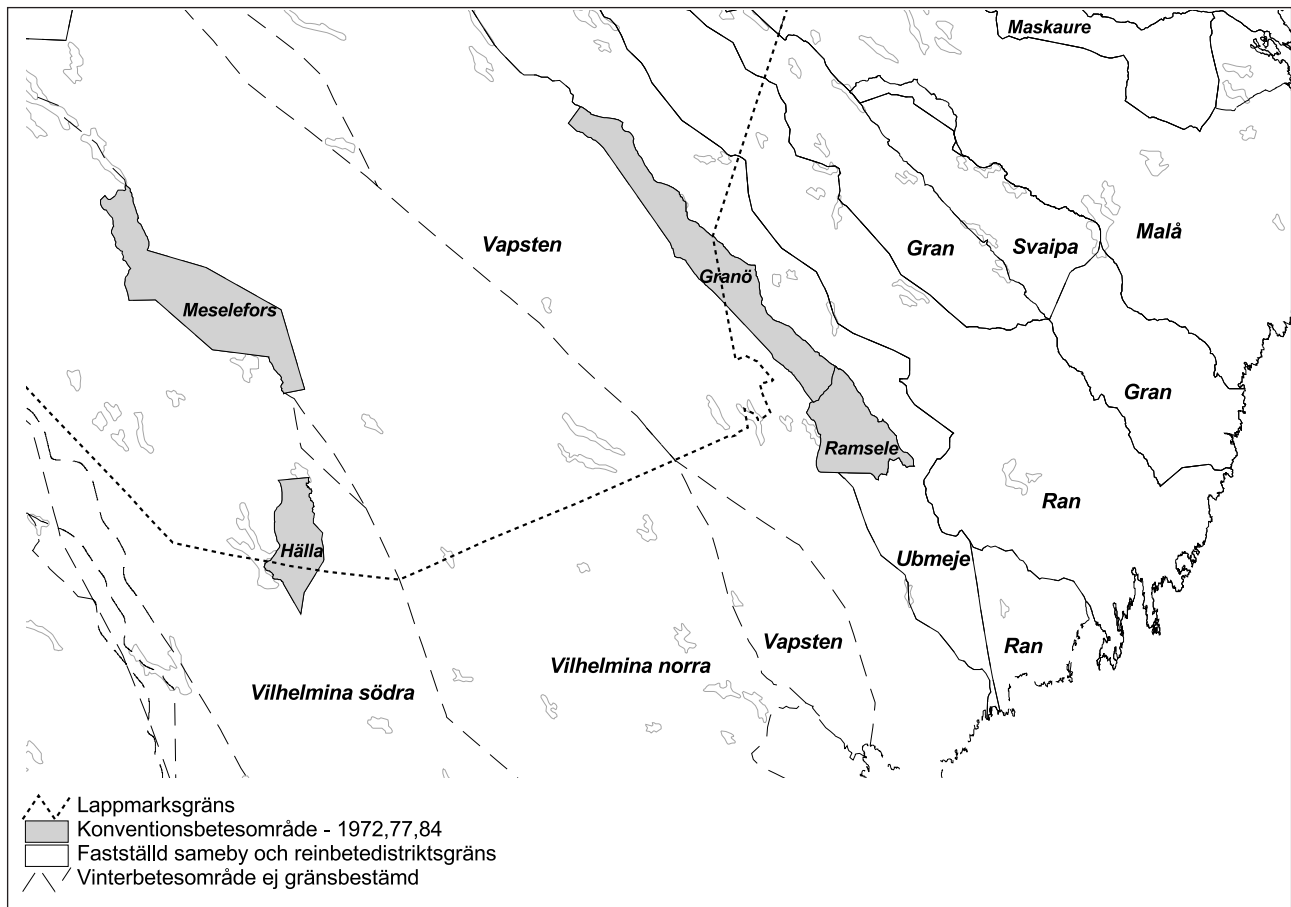 Maskaure
Vapsten
Gran
Svaipa
Malå
Granö
Meselefors
Gran
Ramsele
Ran
Hälla
Ubmeje
Vapsten
Ran
Vilhelmina norra
Vilhelmina södra
Lappmarksgräns
Konventionsbetesområde - 1972,77,84
Fastställd sameby och reinbetedistriktsgräns
Vinterbetesområde ej gränsbestämd